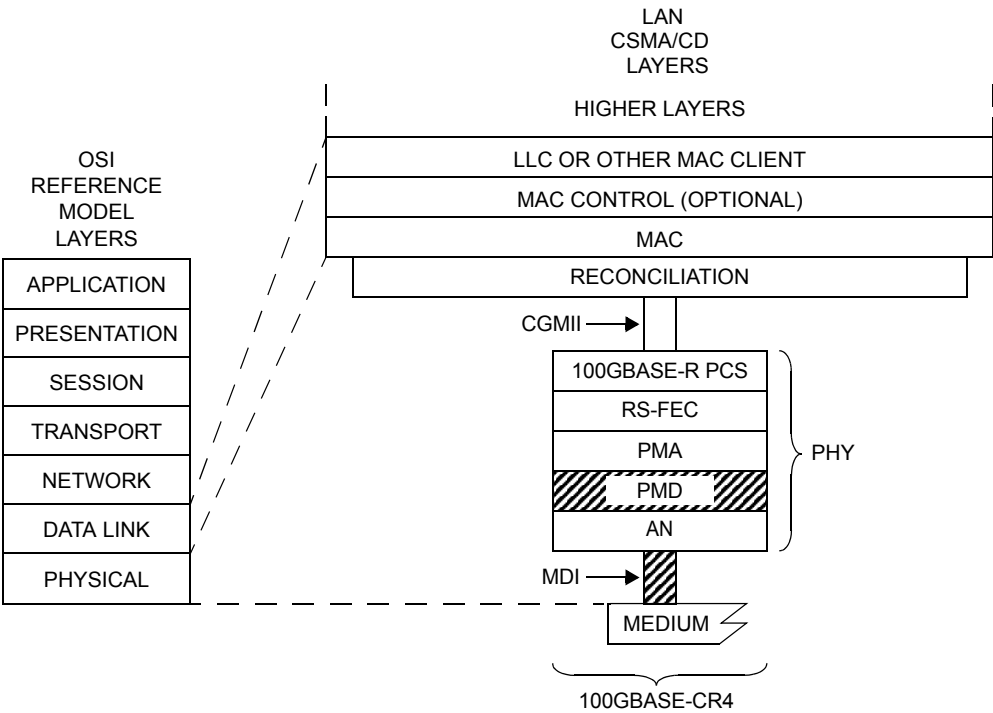 LAN
CSMA/CD
LAYERS
HIGHER LAYERS
LLC OR OTHER MAC CLIENT
MAC CONTROL (OPTIONAL)
MAC
RECONCILIATION
OSI
REFERENCE
MODEL
LAYERS
APPLICATION
PRESENTATION
SESSION
TRANSPORT
NETWORK
DATA LINK
PHYSICAL
CGMII
100GBASE-R PCS
RS-FEC
PMA
PMD
AN
PHY
MDI
MEDIUM
100GBASE-CR4